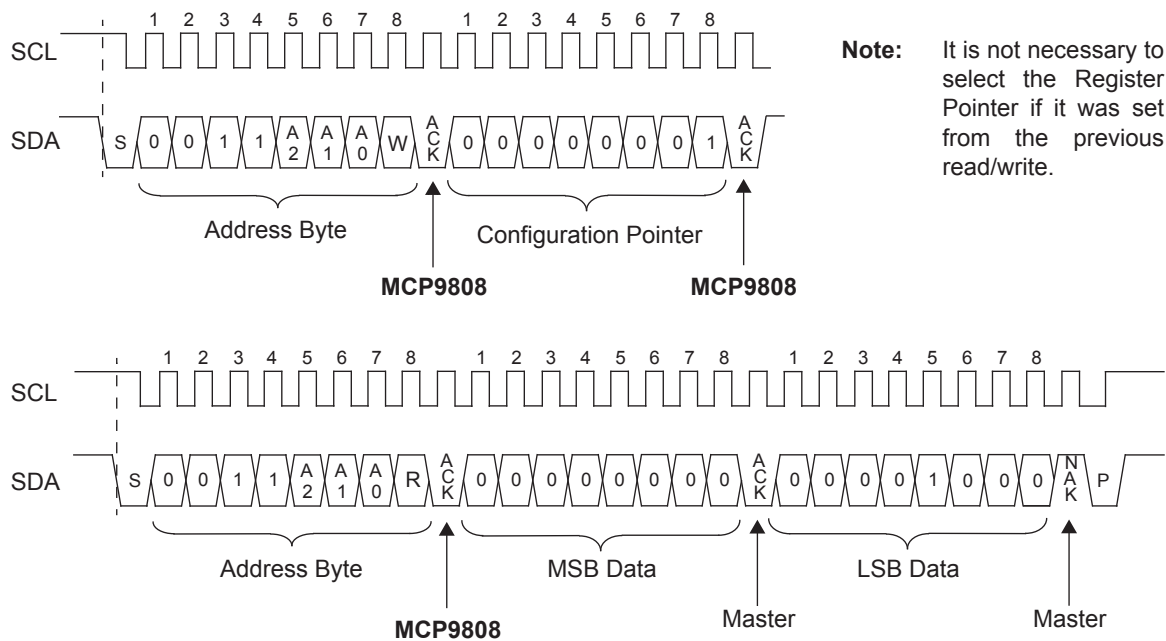 1 2 3 4 5 6 7 8 1 2 3 4 5 6 7 8
SCL
SDA
S 0 0 1 1 A2 A1 A0 W ACK 0 0 0 0 0 0 0 1 ACK
Address Byte Configuration Pointer
MCP9808 MCP9808
Note: It is not necessary to
select the Register
Pointer if it was set
from the previous
read/write.
1 2 3 4 5 6 7 8 1 2 3 4 5 6 7 8 1 2 3 4 5 6 7 8
SCL
SDA
S 0 0 1 1 A2 A1 A0 R ACK 0 0 0 0 0 0 0 0 ACK 0 0 0 0 1 0 0 0 NAK P
Address Byte MSB Data LSB Data
MCP9808 Master Master